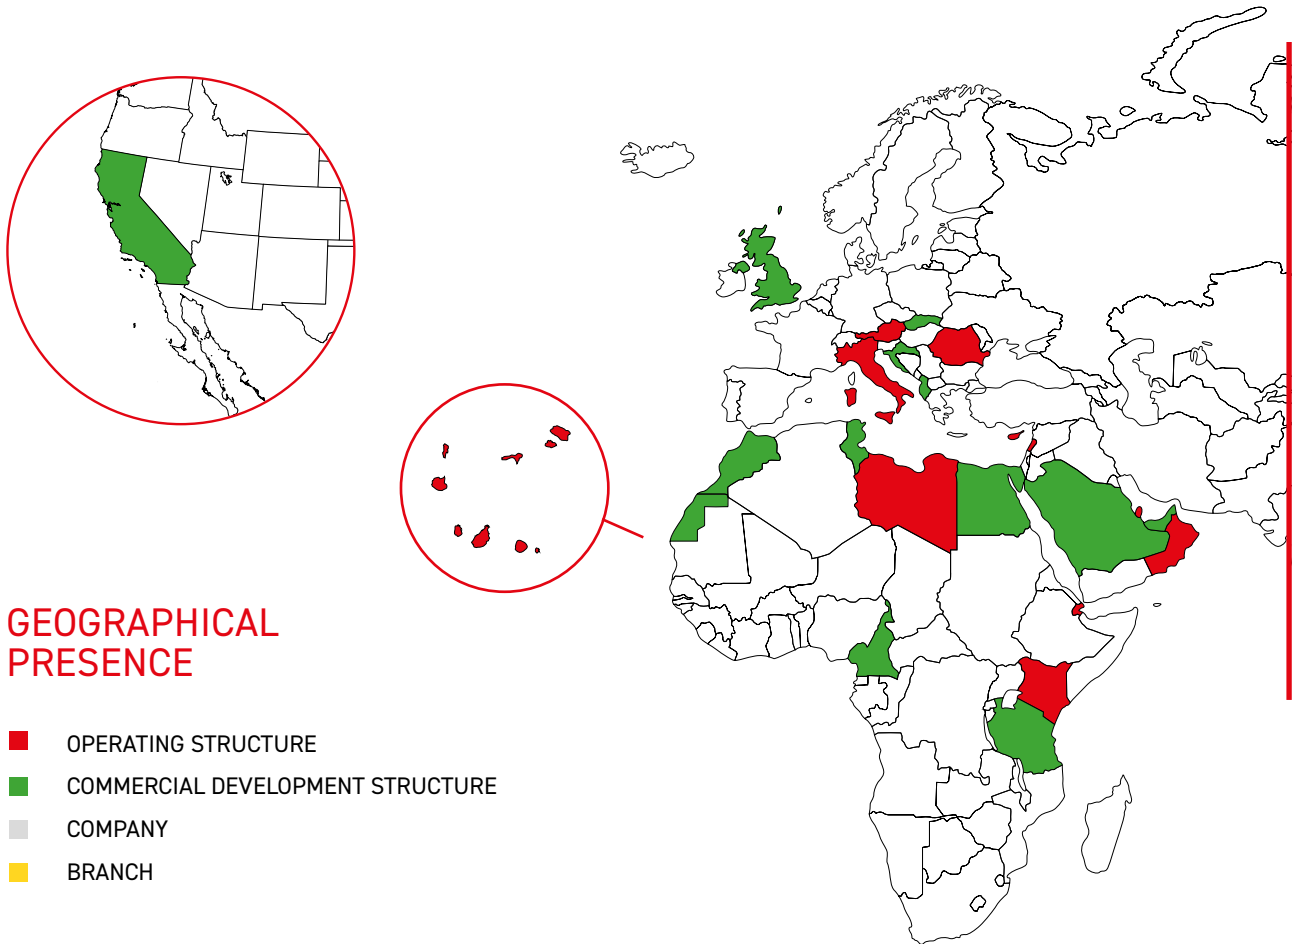 GEOGRAPHICAL
PRESENCE
OPERATING STRUCTURE
COMMERCIAL DEVELOPMENT STRUCTURE
COMPANY
BRANCH